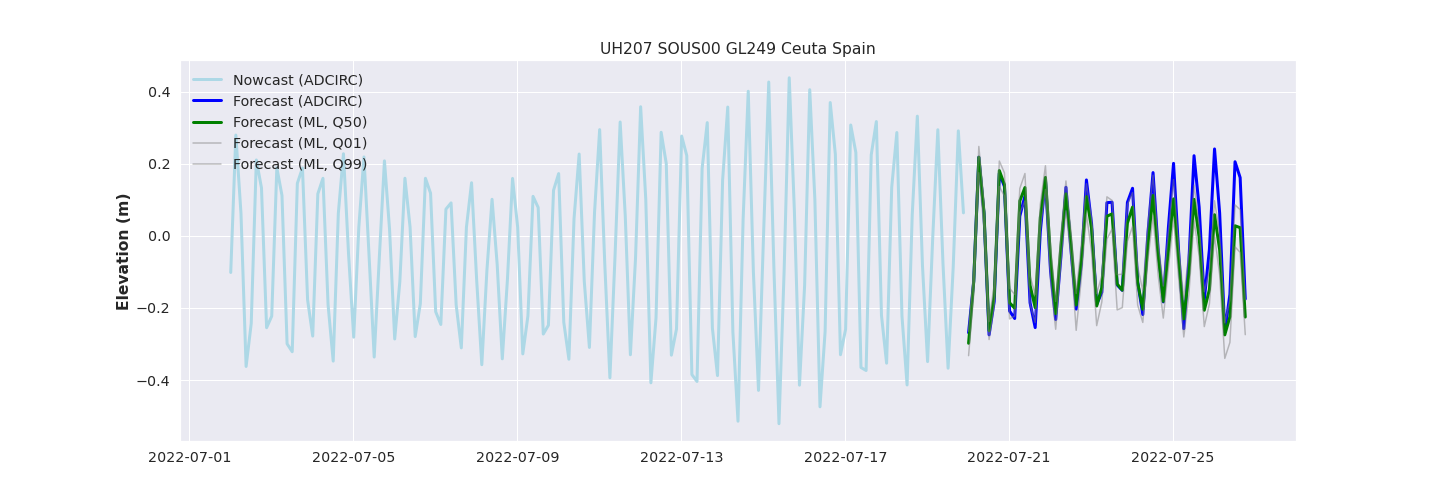 UH207 SOUS00 GL249 Ceuta Spain
Nowcast (ADCIRC)
Forecast (ADCIRC)
Forecast (ML, Q50)
Forecast (ML, Q01)
Forecast (ML, Q99)
Elevation (m)
0.4
0.2
0.0
−0.2
−0.4
2022-07-01
2022-07-05
2022-07-09
2022-07-13
2022-07-17
2022-07-21
2022-07-25